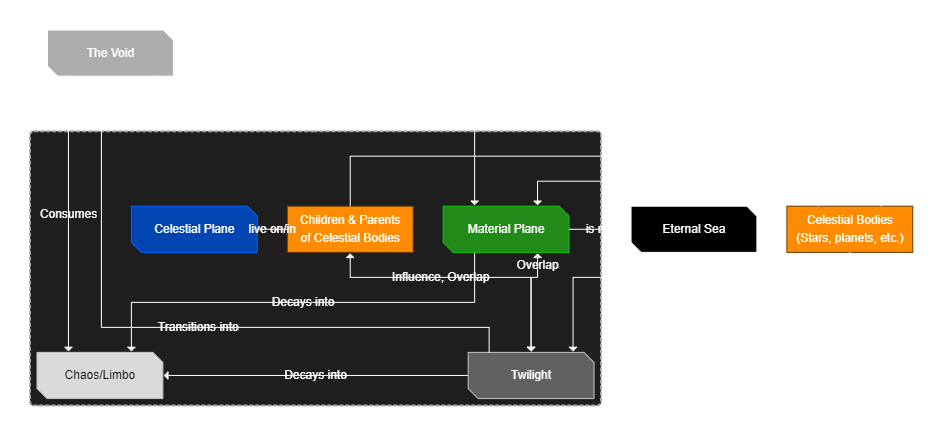 The Void
Consumes
Celestial Plane
live on/in
Children & Parents
of Celestial Bodies
Material Plane
is
Eternal Sea
Celestial Bodies
(Stars, planets, etc.)
Overlap
Influence, Overlap
Decays into
Transitions into
Chaos/Limbo
Decays into
Twilight